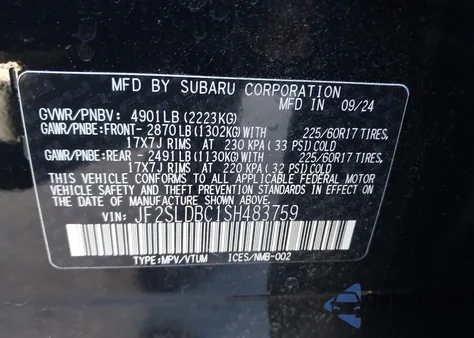 MFD BY SUBARU CORPORATION
IN 09/24
GVWR/PNBV: 4901LB (2223KG)
GAWR/PNBE:FRONT- 2870LB(1302KG)WITH 225/60R17 TIRES,
17X7J RIMS AT 230 KPA (33 PSI)COLD
GAWR/PNBE:REAR - 2491LB(1130KG)WITH 225/60R17 TIRES,
17X7J RIMS AT 220 KPA (32 PSI)COLD
THIS VEHICLE CONFORMS TO ALL APPLICABLE FEDERAL MOTOR
VEHICLE SAFETY AND THEFT PREVENTION STANDARDS IN EFFECT
ON THE DATE OF MANUFACTURE SHOWN ABOVE.
VIN: JF2SLDBC1SH483759
TYPE:MPV/VTUM ICES/NMB-002